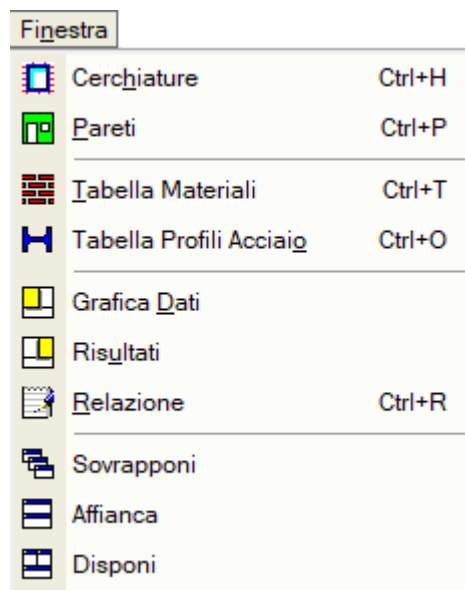 Finestra
Cerchiature Ctrl+H
Pareti Ctrl+P
Tabella Materiali Ctrl+T
Tabella Profili Acciaio Ctrl+O
Grafica Dati
Risultati
Relazione Ctrl+R
Sovrapponi
Affianca
Disponi